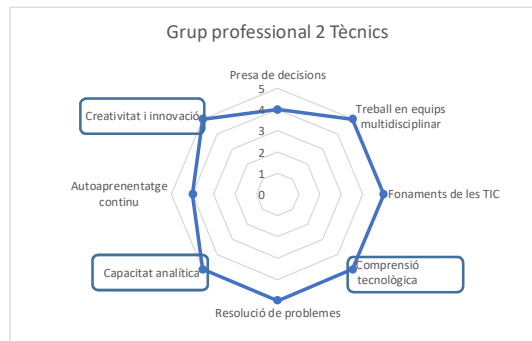 Grup professional 2 Tècnics
Presa de decisions
5
4
3
2
1
0
Treball en equips
multidisciplinar
Fonaments de les TIC
Comprensió
tecnològica
Resolució de problemes
Capacitat analítica
Autoaprenentatge
continu
Creativitat i innovació